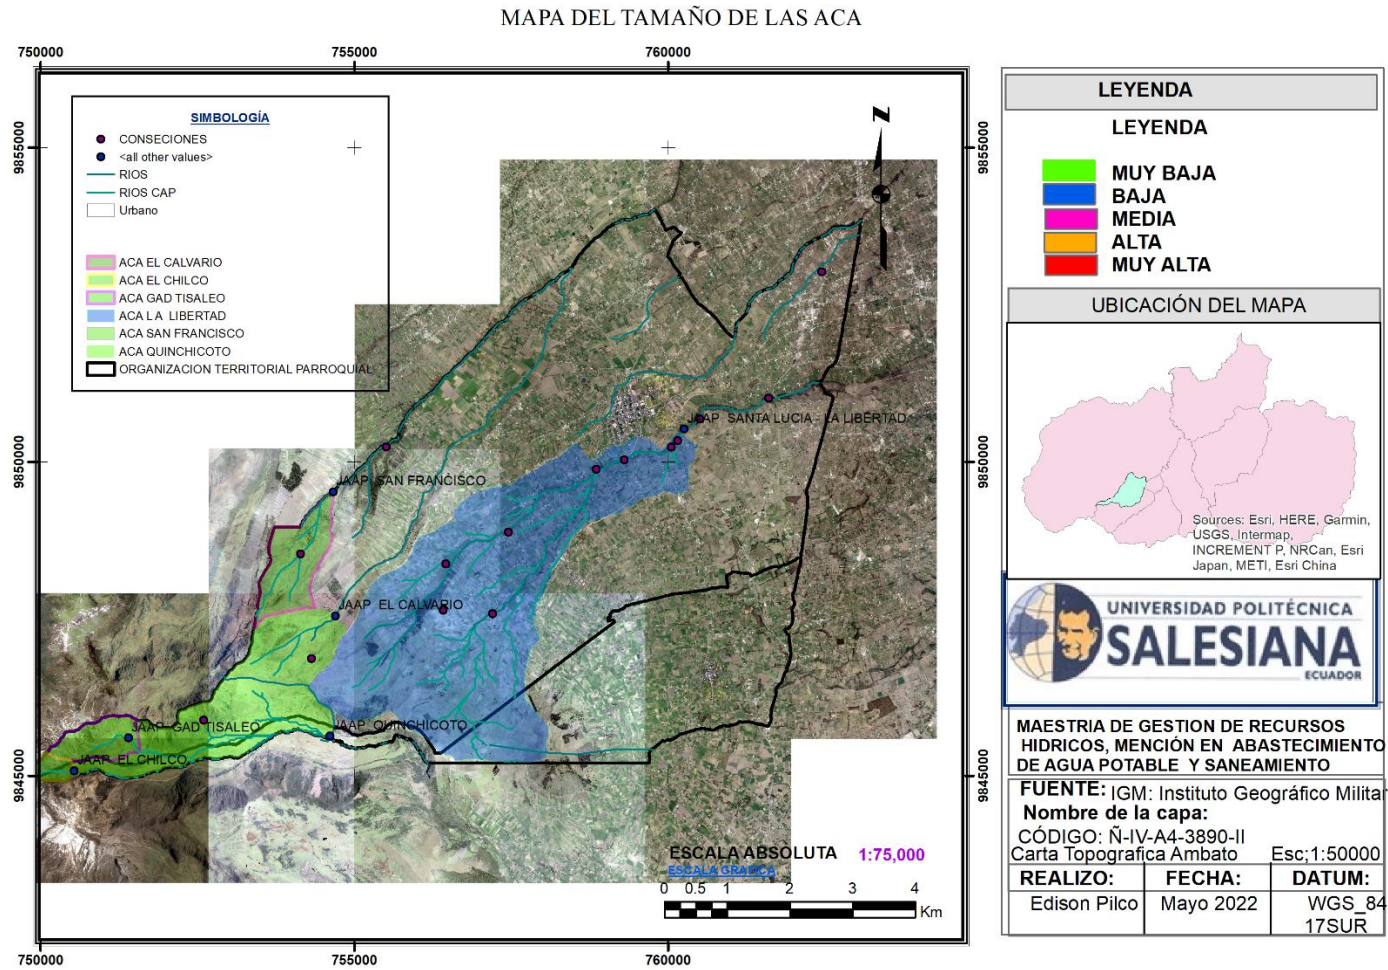 MAPA DEL TAMAÑO DE LAS ACA
750000
755000
760000
9855000
9850000
9845000
SIMBOLOGÍA
CONSECIONES
<all other values>
RIOS
RIOS CAP
Urbano
ACA EL CALVARIO
ACA EL CHILCO
ACA GAD TISALEO
ACA L A LIBERTAD
ACA SAN FRANCISCO
ACA QUINCHICOTO
ORGANIZACION TERRITORIAL PARROQUIAL
Z
JAAP SANTA LUCIA - LA LIBERTAD
JAAP SAN FRANCISCO
JAAP EL CALVARIO
JAAP QUINCHICOTO
JAAP GAD TISALEO
JAAP EL CHILCO
9855000
9850000
9845000
ESCALA ABSOLUTA 1:75,000
ESCALA GRAFICA
0 0.5 1 2 3 4
Km
750000
755000
760000
LEYENDA
LEYENDA
MUY BAJA
BAJA
MEDIA
ALTA
MUY ALTA
UBICACIÓN DEL MAPA
Sources: Esri, HERE, Garmin,
USGS, Intermap,
INCREMENT P, NRCan, Esri
Japan, METI, Esri China
UNIVERSIDAD POLITÉCNICA
SALESIANA
ECUADOR
MAESTRIA DE GESTION DE RECURSOS
HIDRICOS, MENCIÓN EN ABASTECIMIENTO
DE AGUA POTABLE Y SANEAMIENTO
FUENTE: IGM: Instituto Geográfico Militar
Nombre de la capa:
CÓDIGO: Ñ-IV-A4-3890-II
Carta Topografica Ambato Esc;1:50000
REALIZO: FECHA: DATUM:
Edison Pilco Mayo 2022 WGS_84
17SUR